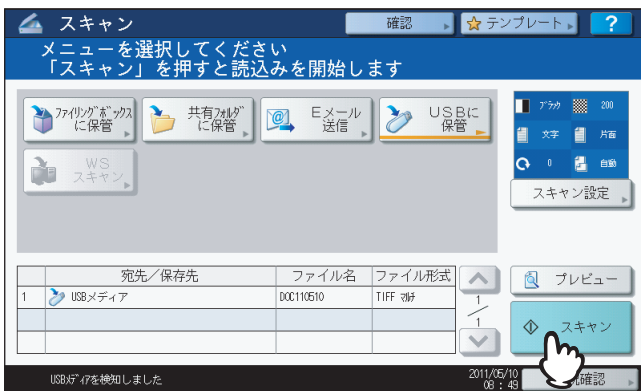 スキャン
確認
テンプレート
?
メニューを選択してください
「スキャン」を押すと読込みを開始します
ファイリングボックス
に保管
共有フォルダ
に保管
Eメール
送信
USBに
保管
WS
スキャン
ブラック
200
文字
片面
0
自動
スキャン設定
宛先／保存先
ファイル名
ファイル形式
1
USBメディア
DOC110510
TIFF マルチ
1
1
プレビュー
スキャン
USBメディアを検知しました
2011/05/10
08 : 49
確認